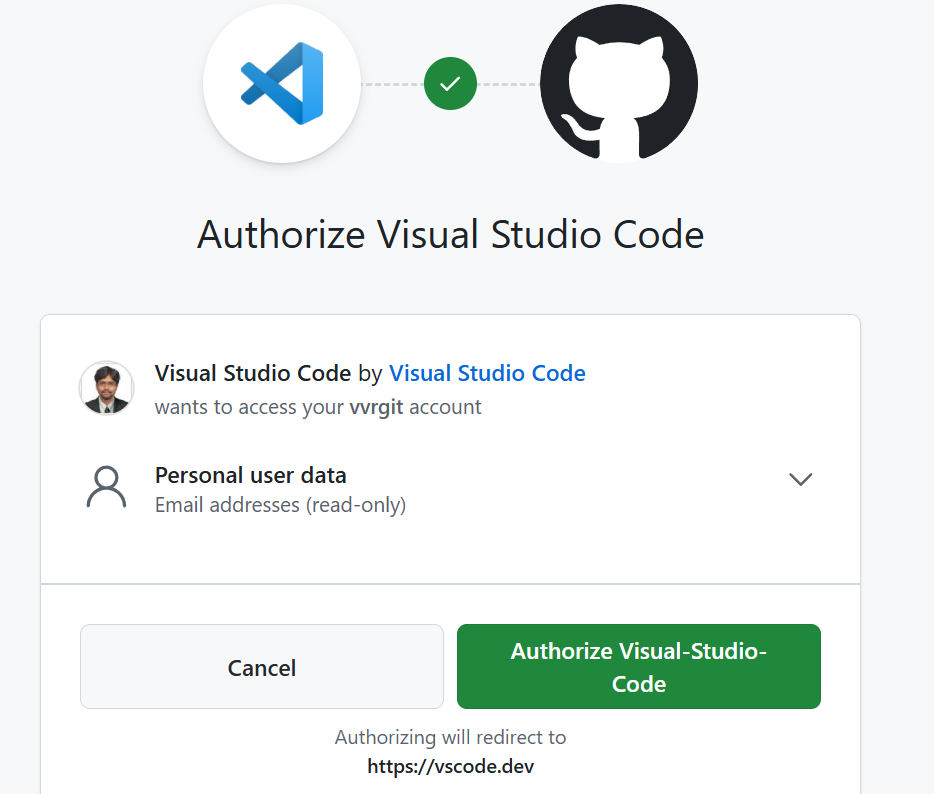 Authorize Visual Studio Code
Visual Studio Code by Visual Studio Code
wants to access your vvrgit account
Personal user data
Email addresses (read-only)
Cancel
Authorize Visual-Studio-
Code
Authorizing will redirect to
https://vscode.dev